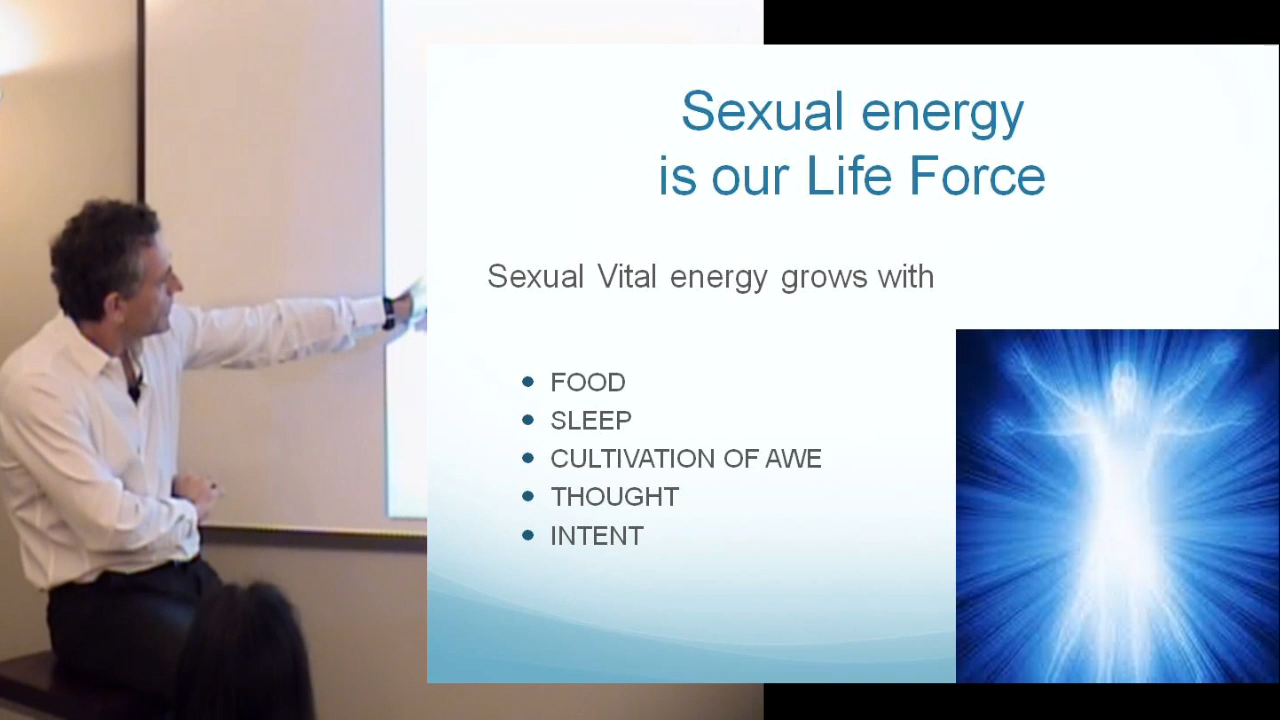 Sexual energy
is our Life Force
Sexual Vital energy grows with
FOOD
SLEEP
CULTIVATION OF AWE
THOUGHT
INTENT